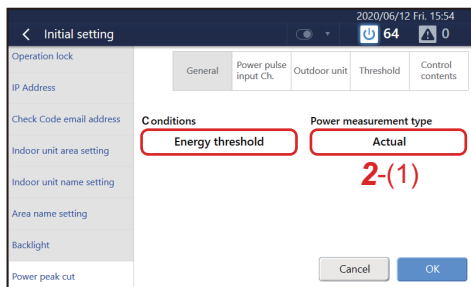 2020/06/12 Fri. 15:54
Initial setting
64
0
Operation lock
IP Address
Check Code email address
Indoor unit area setting
Indoor unit name setting
Area name setting
Backlight
Power peak cut
General
Power pulse
input Ch.
Outdoor unit
Threshold
Control
contents
Conditions
Power measurement type
Energy threshold
Actual
2-(1)
Cancel
OK